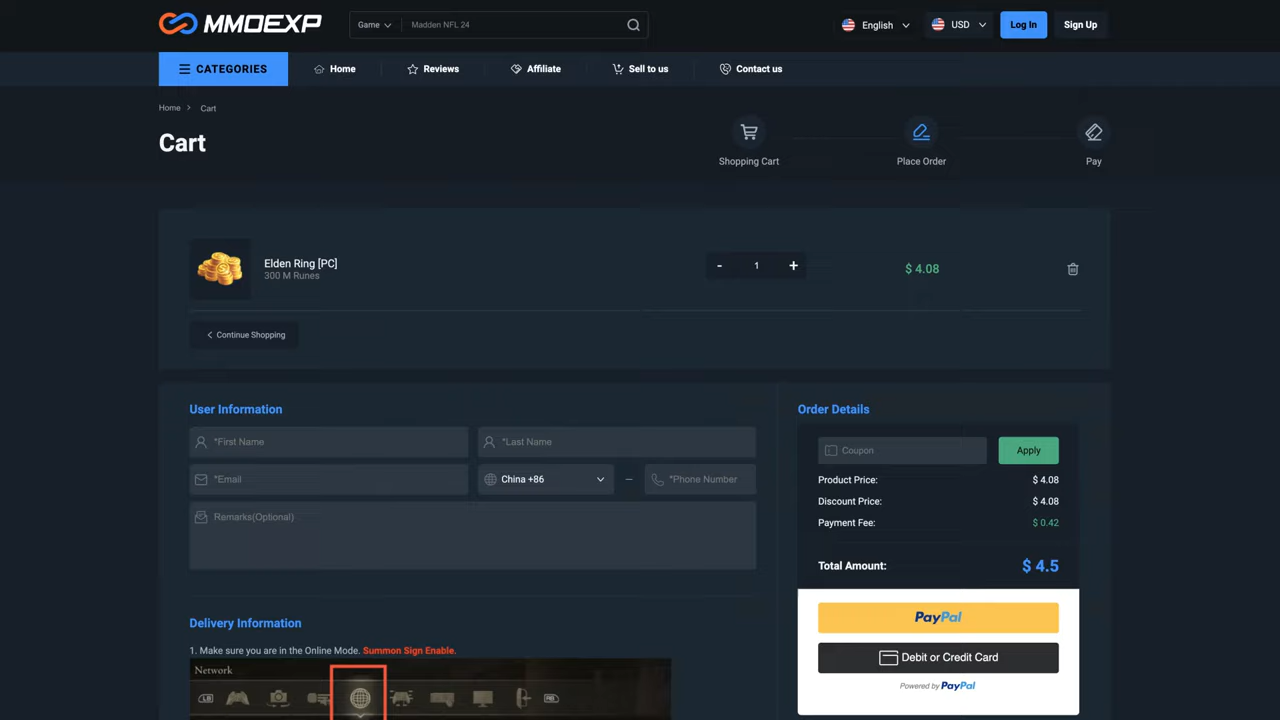 MMOEXP
Game
Madden NFL 24
English
USD
Log In
Sign Up
CATEGORIES
Home
Reviews
Affiliate
Sell to us
Contact us
Home > Cart
Cart
Shopping Cart
Place Order
Pay
Elden Ring [PC]
300 M Runes
- 1 +
$ 4.08
Continue Shopping
User Information
*First Name
*Last Name
*Email
China +86
*Phone Number
Remarks(Optional)
Order Details
Coupon
Apply
Product Price: $ 4.08
Discount Price: $ 4.08
Payment Fee: $ 0.42
Total Amount: $ 4.5
PayPal
Debit or Credit Card
Powered by PayPal
Delivery Information
1. Make sure you are in the Online Mode. Summon Sign Enable.
Network